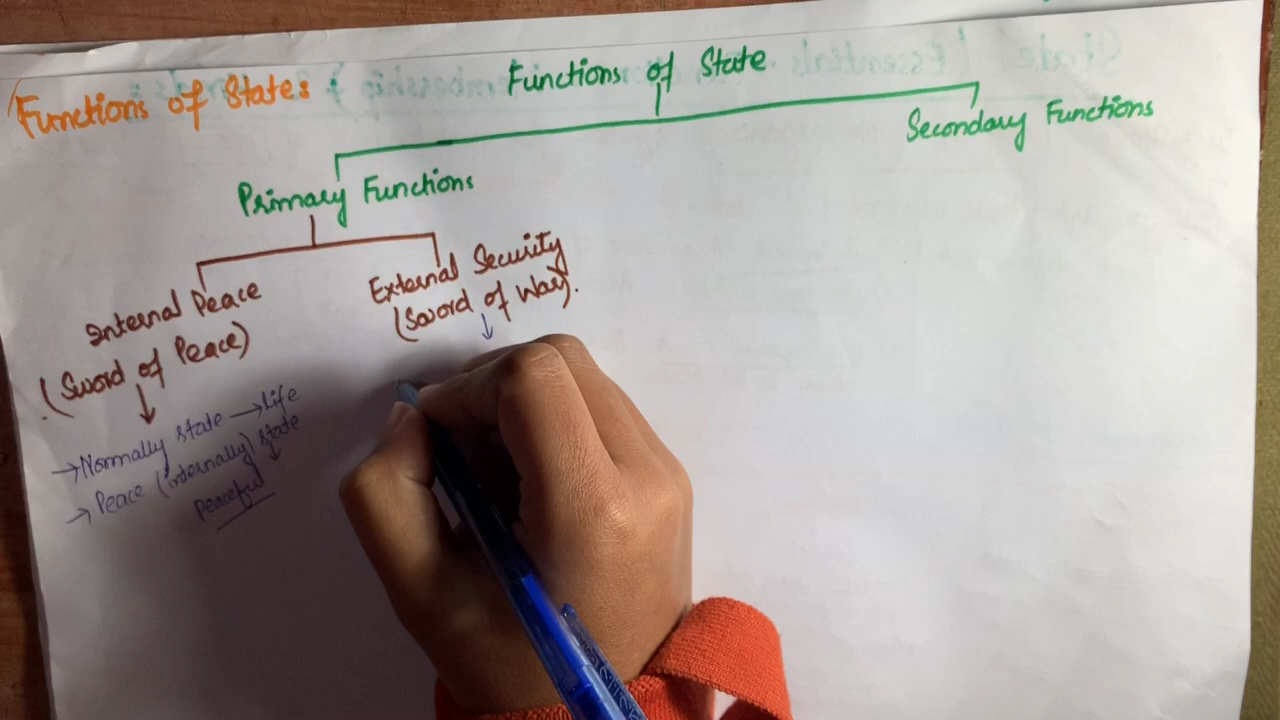 Functions of States:
Functions of State
Secondary Functions
Primary Functions
Internal Peace
(Sword of Peace)
External Security
(Sword of War).
→ Normally state → life
→ Peace (internally) state
Peaceful